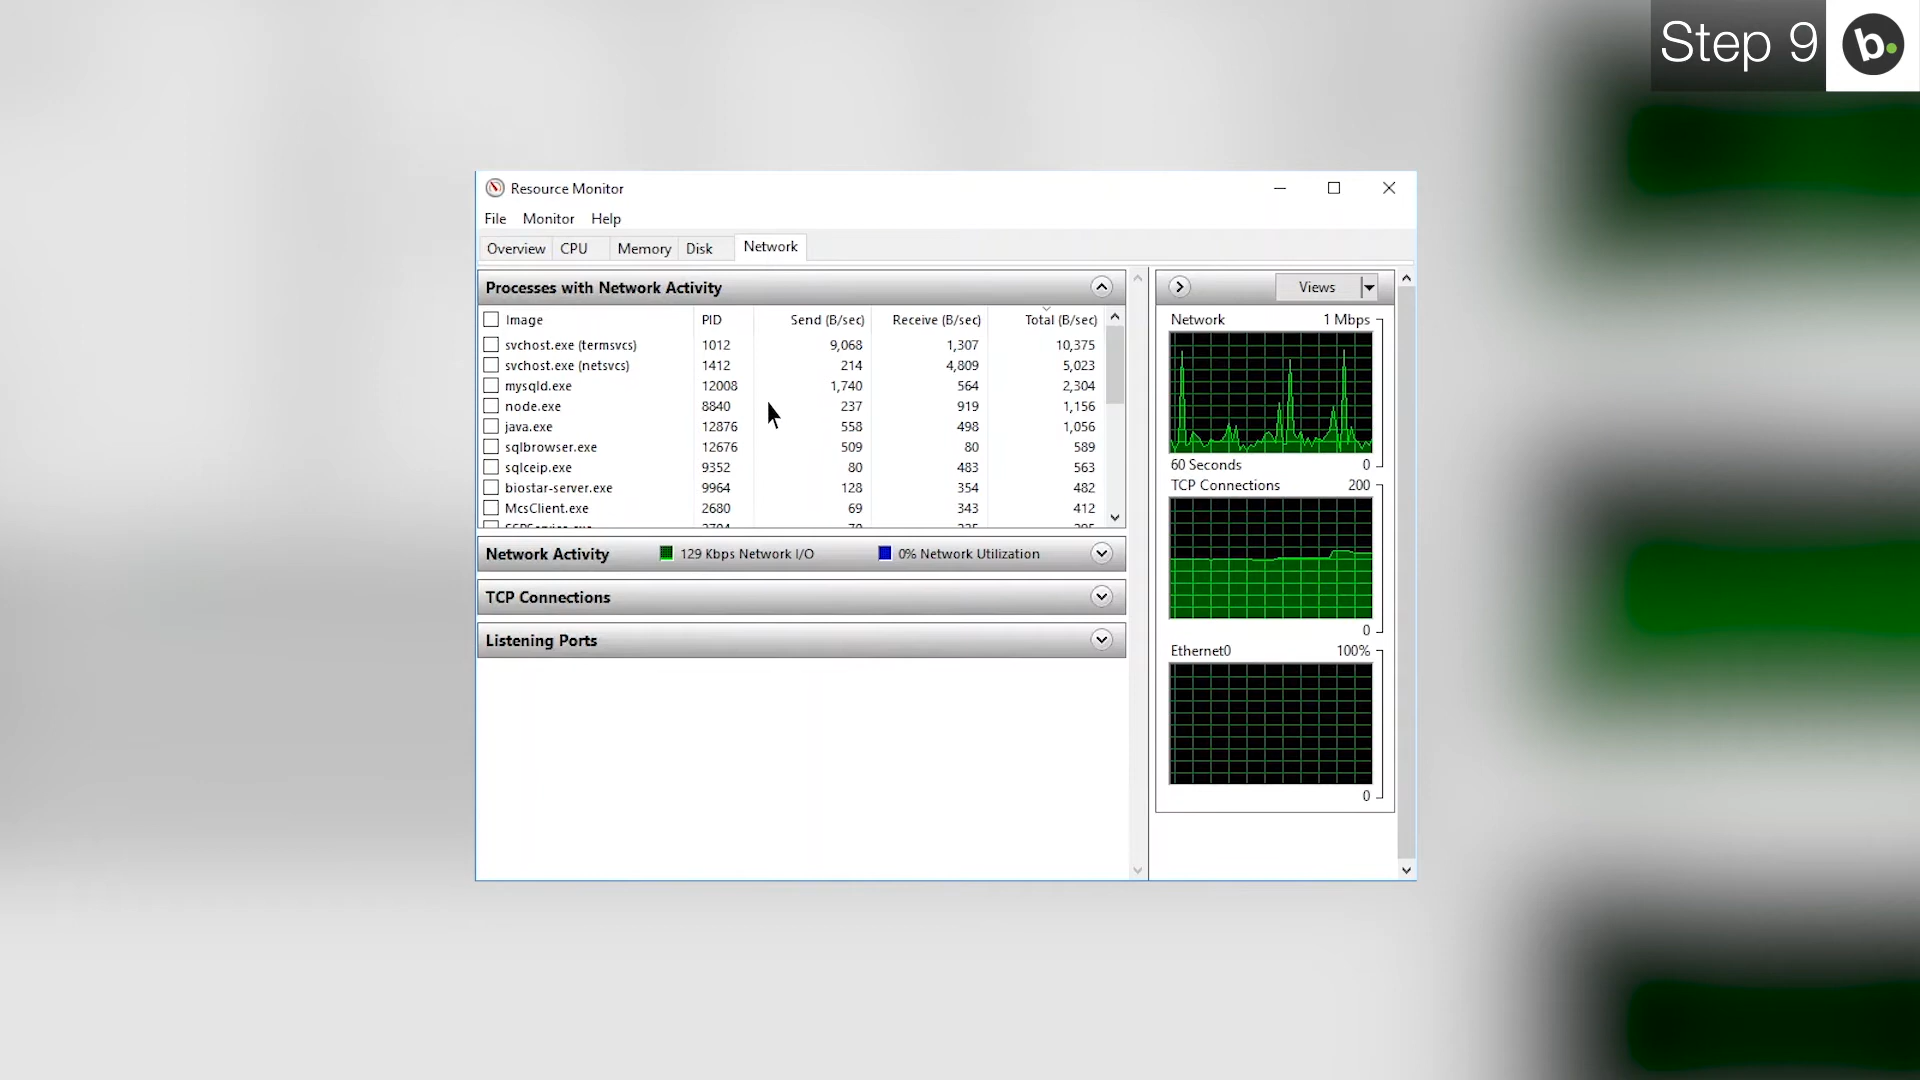 Step 9 b.
Resource Monitor
File Monitor Help
Overview CPU Memory Disk Network
Processes with Network Activity
Image PID Send (B/sec) Receive (B/sec) Total (B/sec)
svchost.exe (termsvcs) 1012 9,068 1,307 10,375
svchost.exe (netsvcs) 1412 214 4,809 5,023
mysqld.exe 12008 1,740 564 2,304
node.exe 8840 237 919 1,156
java.exe 12876 558 498 1,056
sqlbrowser.exe 12676 509 80 589
sqlceip.exe 9352 80 483 563
biostar-server.exe 9964 128 354 482
McsClient.exe 2680 69 343 412
Network Activity 129 Kbps Network I/O 0% Network Utilization
TCP Connections
Listening Ports
Views
Network 1 Mbps
60 Seconds 0
TCP Connections 200
0
Ethernet0 100%
0